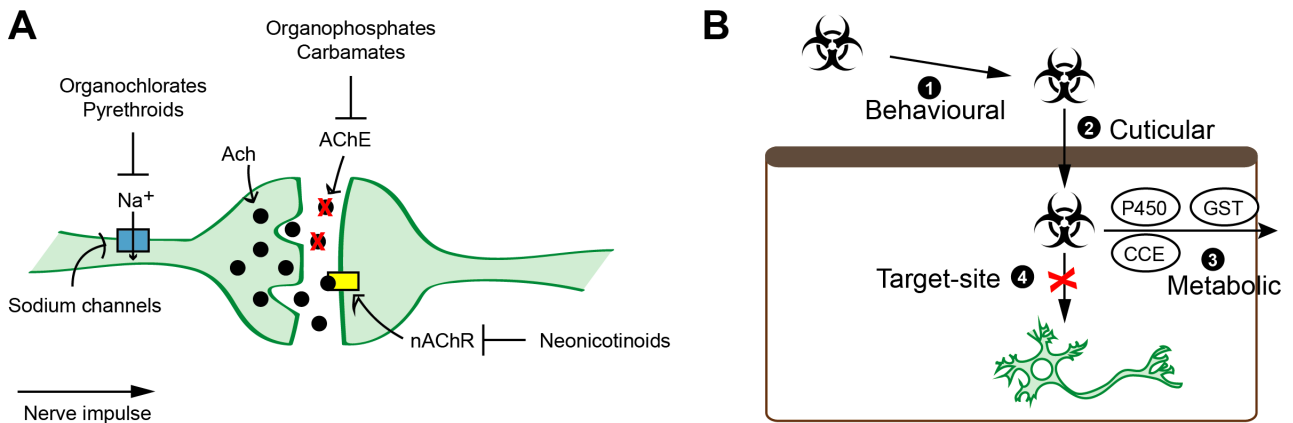 A
Organophosphates
Carbamates
Organochlorates
Pyrethroids
AChE
Ach
Na+
Sodium channels
nAChR
Neonicotinoids
Nerve impulse
B
1
Behavioural
2 Cuticular
P450
GST
CCE
3
Metabolic
Target-site 4